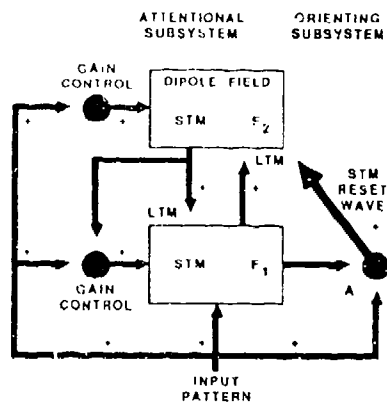 ATTENTIONAL
SUBSYSTEM
ORIENTING
SUBSYSTEM
GAIN
CONTROL
DIPOLE FIELD
STM F2
+ +
LTM
STM
RESET
WAVE
+
LTM + +
+
+ +
STM F1
+ -
A
GAIN
CONTROL
+ + +
INPUT
PATTERN